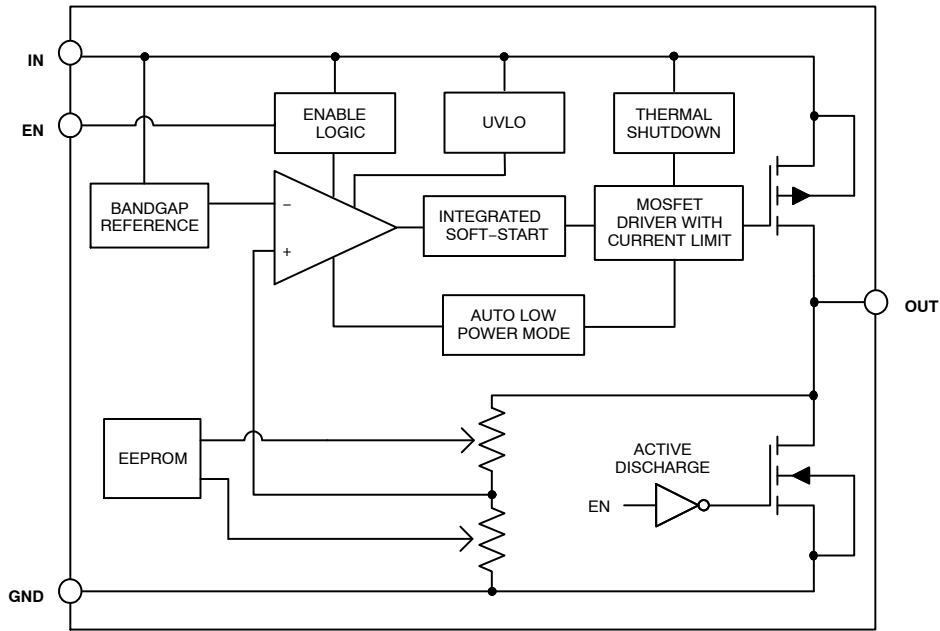 IN
EN
ENABLE
LOGIC
UVLO
THERMAL
SHUTDOWN
BANDGAP
REFERENCE
−
+
INTEGRATED
SOFT−START
MOSFET
DRIVER WITH
CURRENT LIMIT
AUTO LOW
POWER MODE
OUT
EEPROM
ACTIVE
DISCHARGE
EN
GND